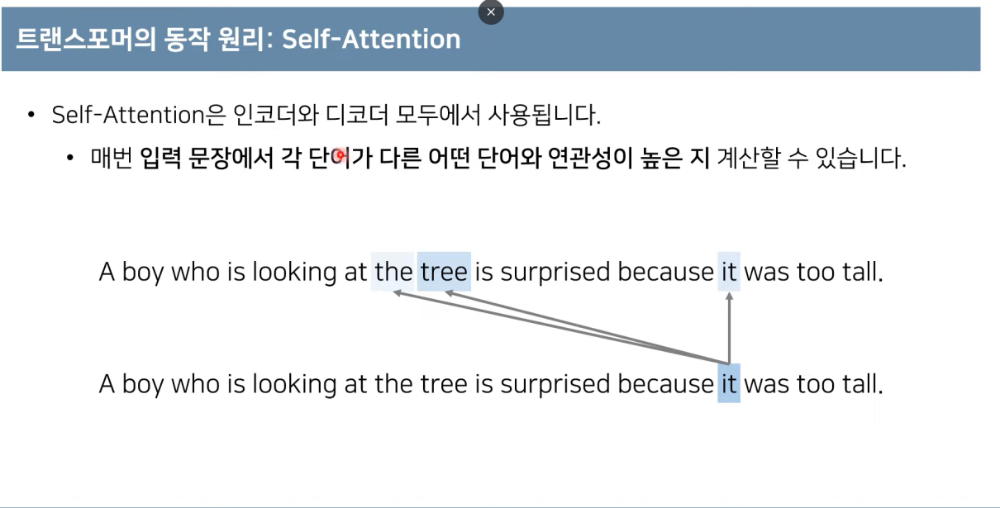 트랜스포머의 동작 원리: Self-Attention
• Self-Attention은 인코더와 디코더 모두에서 사용됩니다.
• 매번 입력 문장에서 각 단어가 다른 어떤 단어와 연관성이 높은 지 계산할 수 있습니다.
A boy who is looking at the tree is surprised because it was too tall.
A boy who is looking at the tree is surprised because it was too tall.